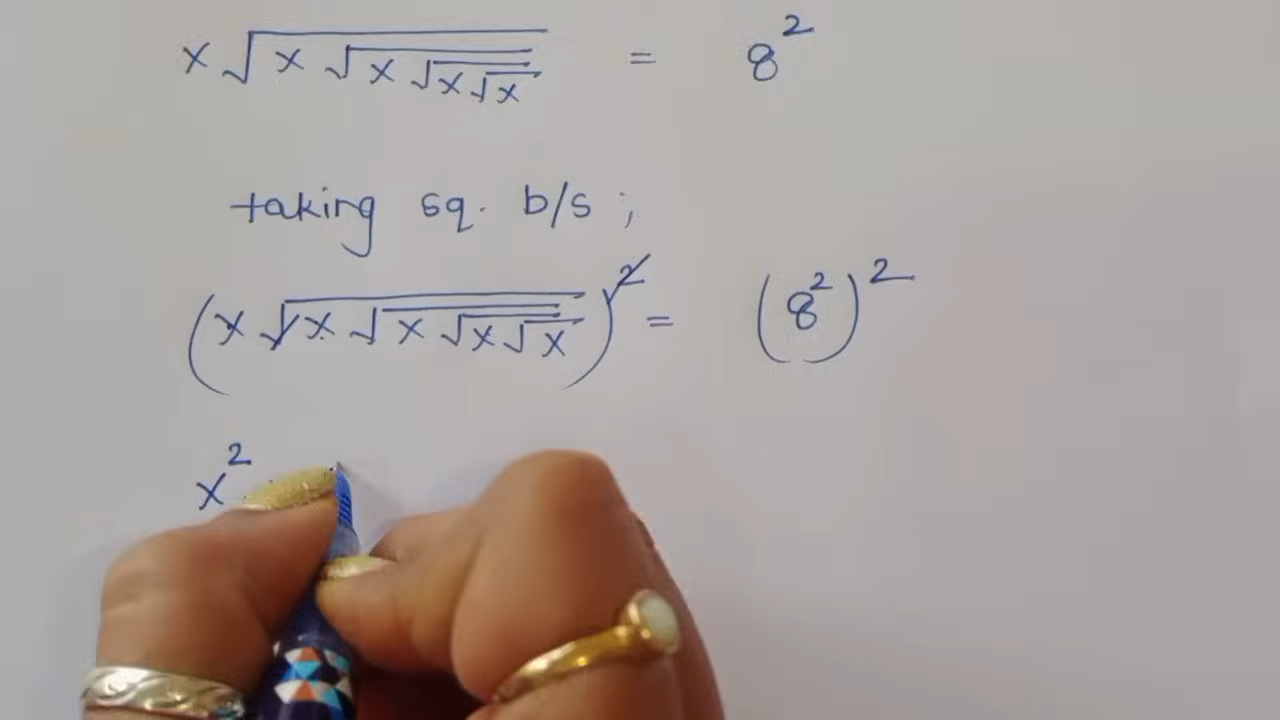 x√(x√(x√(x√x))) = 8²
taking sq. b/s ;
(x√(x√(x√(x√x))))² = (8²)²
x²